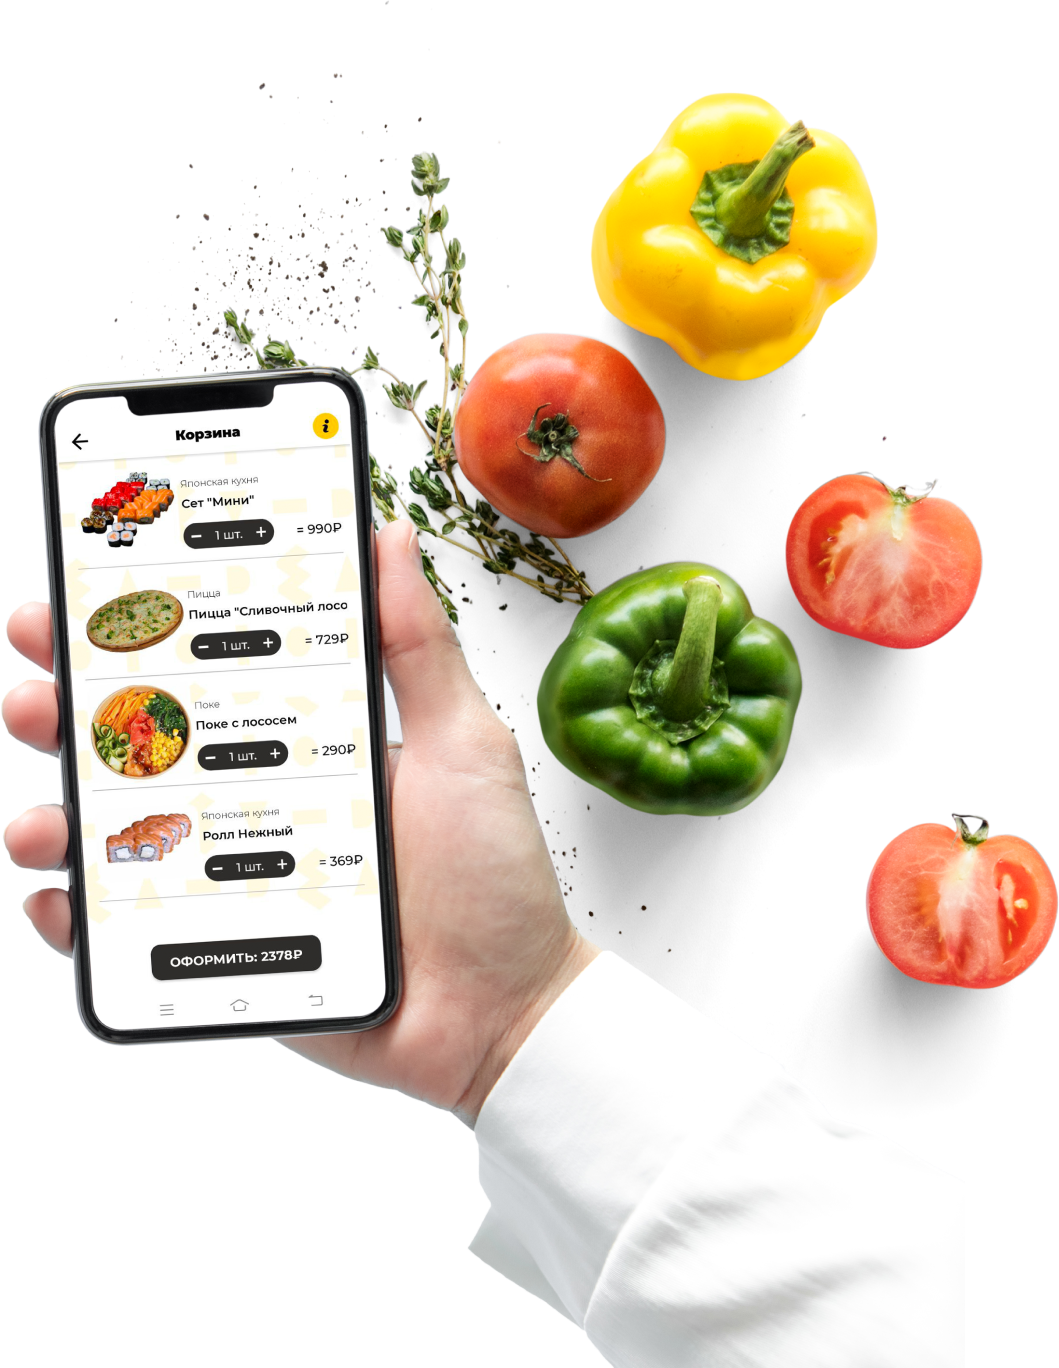 Корзина
Японская кухня
Сет "Мини"
1 шт.
= 990₽
Пицца
Пицца "Сливочный лосо
1 шт.
= 729₽
Поке
Поке с лососем
1 шт.
= 290₽
Японская кухня
Ролл Нежный
1 шт.
= 369₽
ОФОРМИТЬ: 2378₽